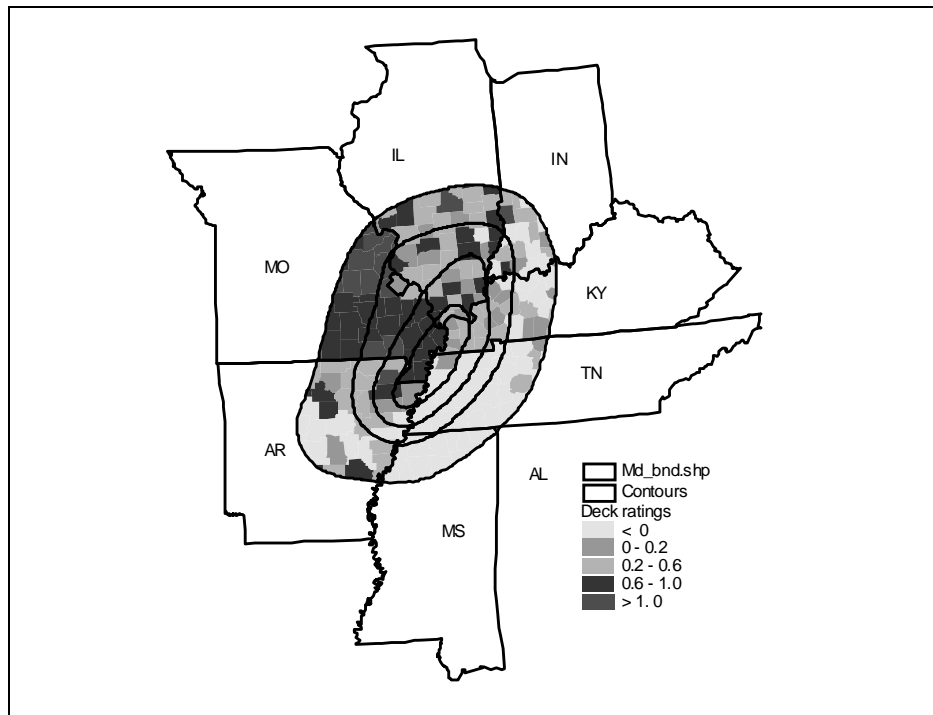 IL
IN
MO
KY
TN
AR
AL
MS
Md_bnd.shp
Contours
Deck ratings
< 0
0 - 0.2
0.2 - 0.6
0.6 - 1.0
> 1. 0